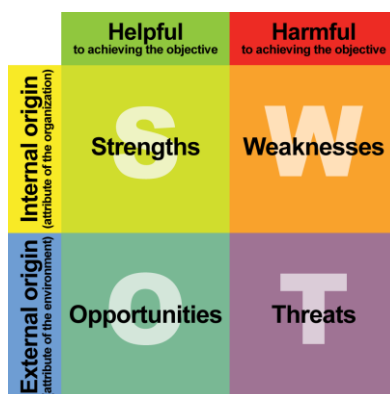 Helpful
to achieving the objective
Harmful
to achieving the objective
Internal origin
(attribute of the organization)
S
Strengths
W
Weaknesses
External origin
attribute of the environment)
O
Opportunities
T
Threats